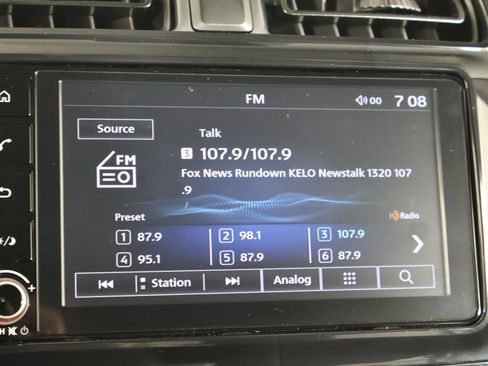 FM
00
7 08
Source
Talk
FM
3 107.9/107.9
Fox News Rundown KELO Newstalk 1320 107
.9
Preset
HD Radio
1 87.9
2 98.1
3 107.9
4 95.1
5 87.9
6 87.9
Station
Analog
+
H